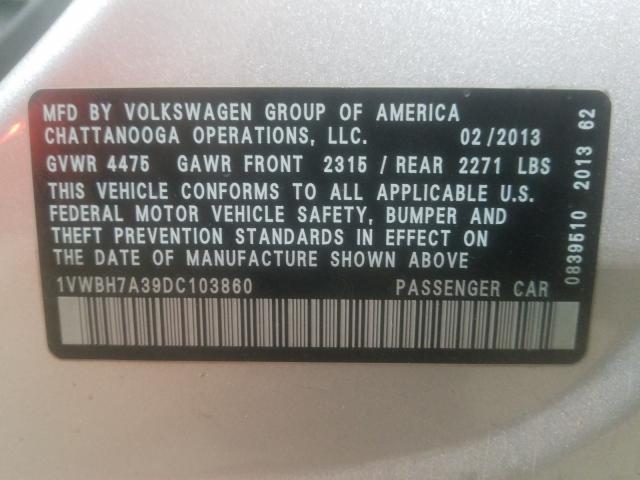 MFD BY VOLKSWAGEN GROUP OF AMERICA
CHATTANOOGA OPERATIONS, LLC. 02/2013
GVWR 4475 GAWR FRONT 2315 / REAR 2271 LBS
THIS VEHICLE CONFORMS TO ALL APPLICABLE U.S.
FEDERAL MOTOR VEHICLE SAFETY, BUMPER AND
THEFT PREVENTION STANDARDS IN EFFECT ON
THE DATE OF MANUFACTURE SHOWN ABOVE
1VWBH7A39DC103860 PASSENGER CAR
0839510 2013 62